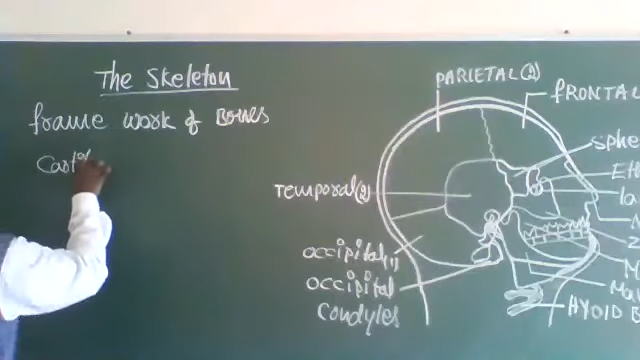 The Skeleton
frame work of Bones
PARIETAL(2)
FRONTAL
Temporal(2)
occipital(1)
occipital
Condyles
HYOID B